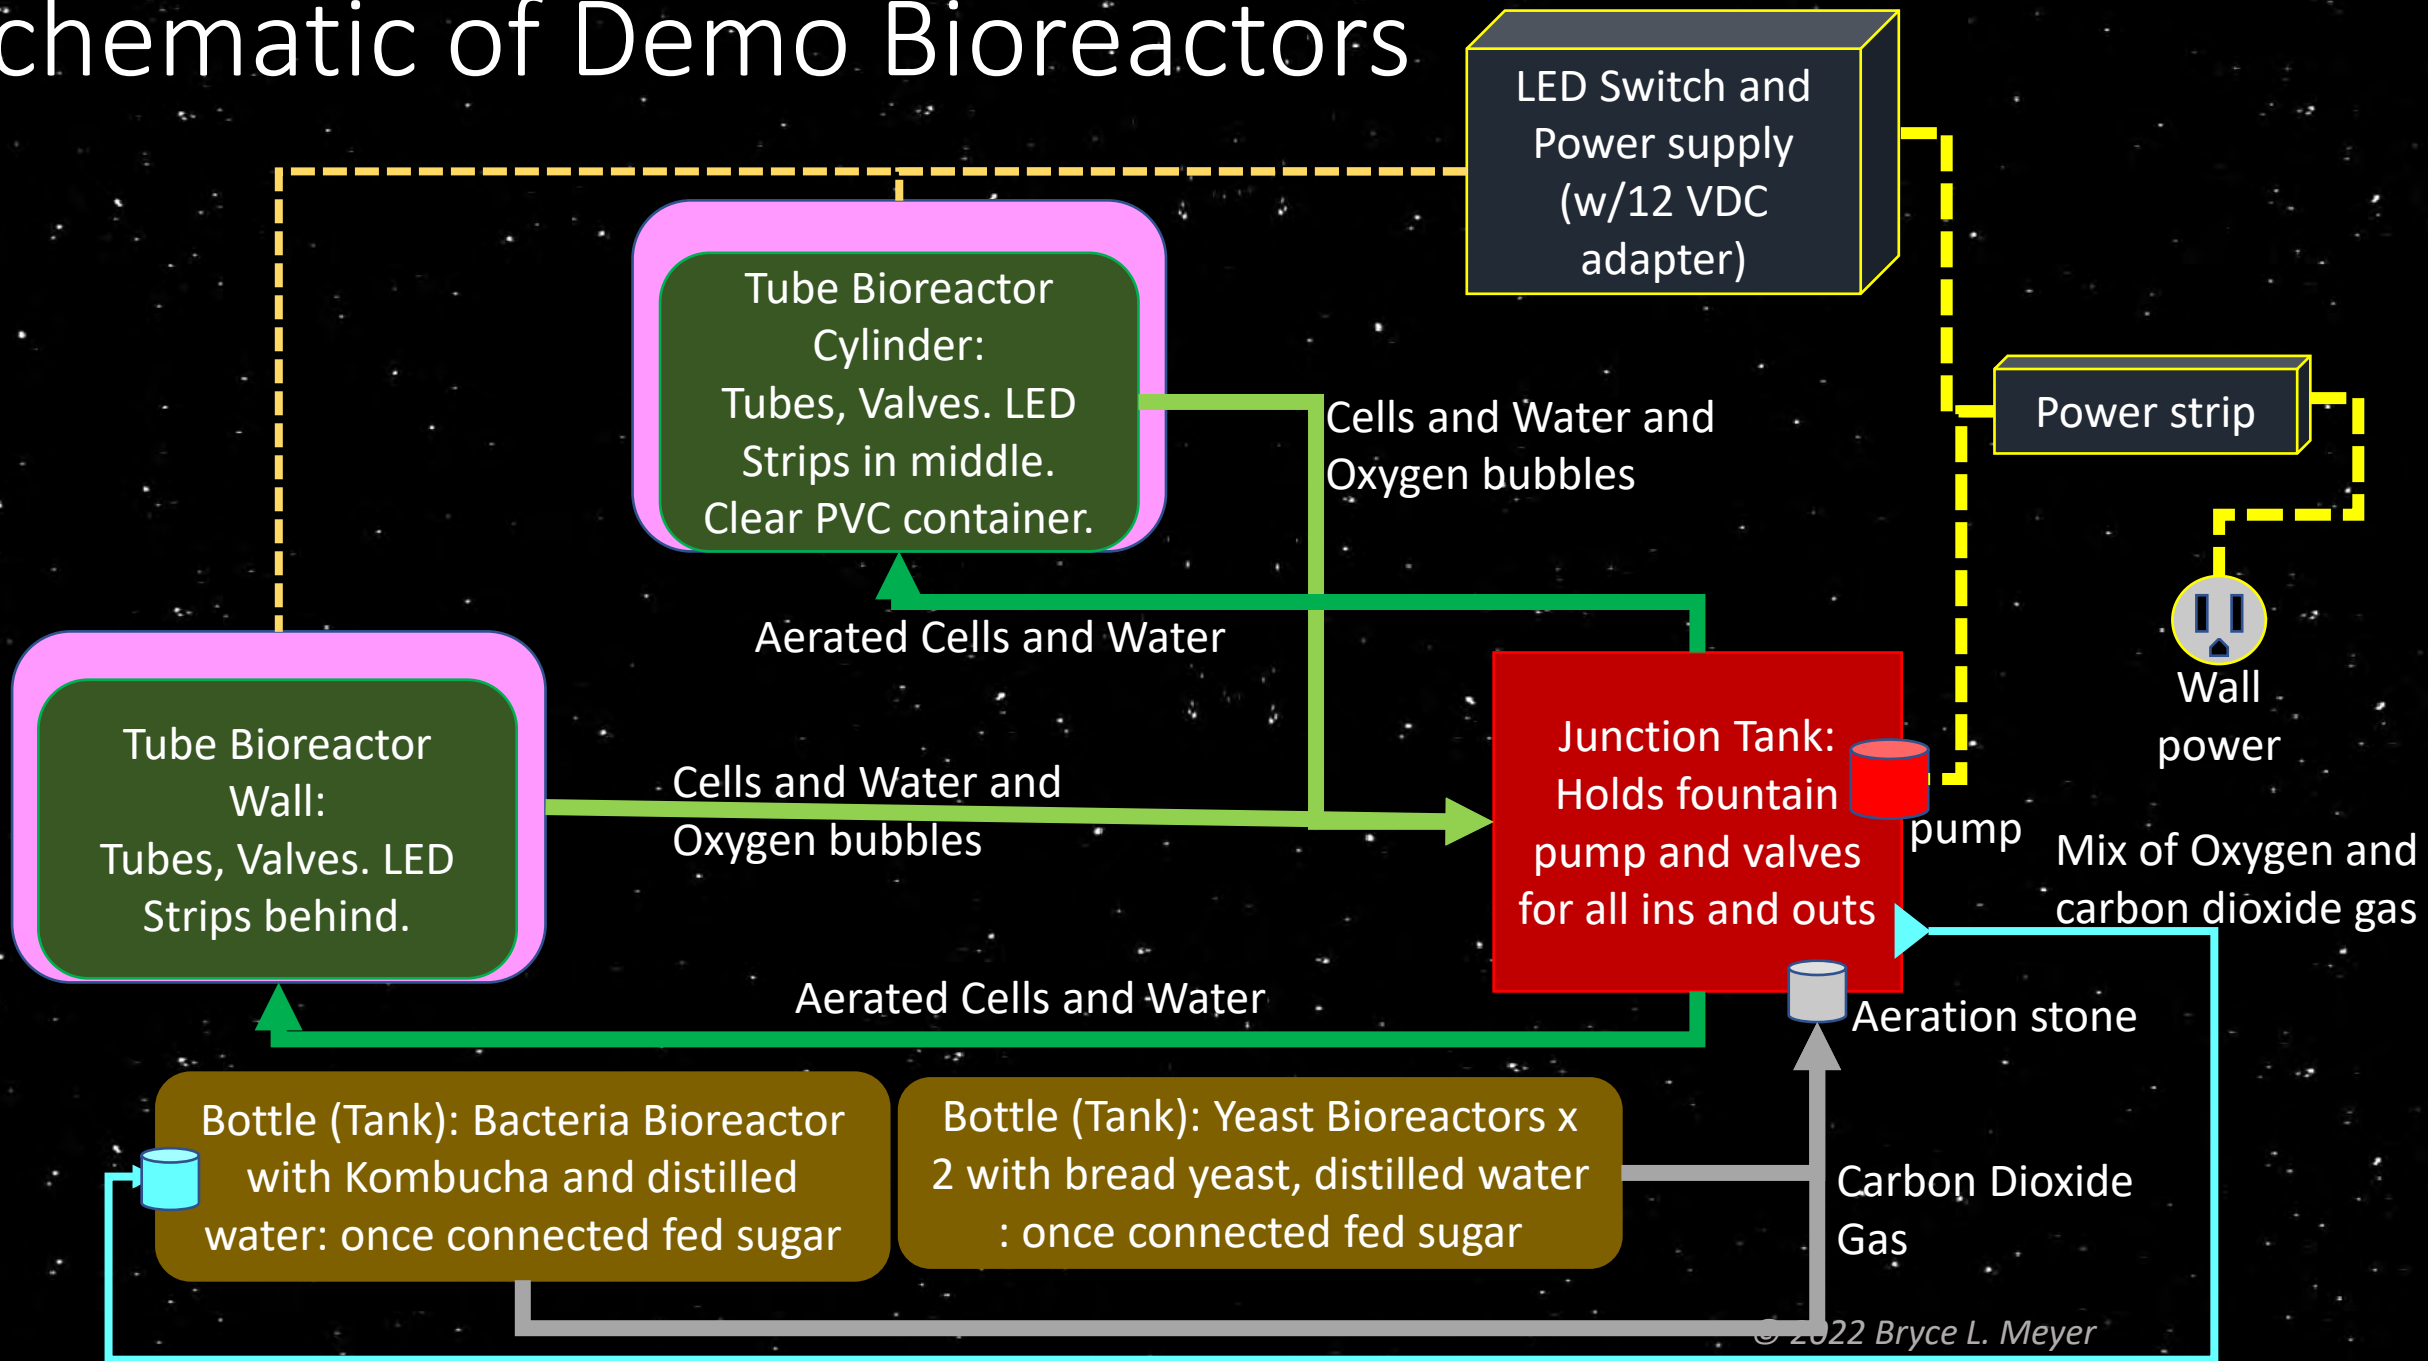 chematic of Demo Bioreactors
LED Switch and
Power supply
(w/12 VDC
adapter)
Tube Bioreactor
Cylinder:
Tubes, Valves. LED
Strips in middle.
Clear PVC container.
Cells and Water and
Oxygen bubbles
Power strip
Wall
power
Aerated Cells and Water
Tube Bioreactor
Wall:
Tubes, Valves. LED
Strips behind.
Cells and Water and
Oxygen bubbles
Junction Tank:
Holds fountain
pump and valves
for all ins and outs
pump
Mix of Oxygen and
carbon dioxide gas
Aerated Cells and Water
Aeration stone
Bottle (Tank): Bacteria Bioreactor
with Kombucha and distilled
water: once connected fed sugar
Bottle (Tank): Yeast Bioreactors x
2 with bread yeast, distilled water
: once connected fed sugar
Carbon Dioxide
Gas
© 2022 Bryce L. Meyer